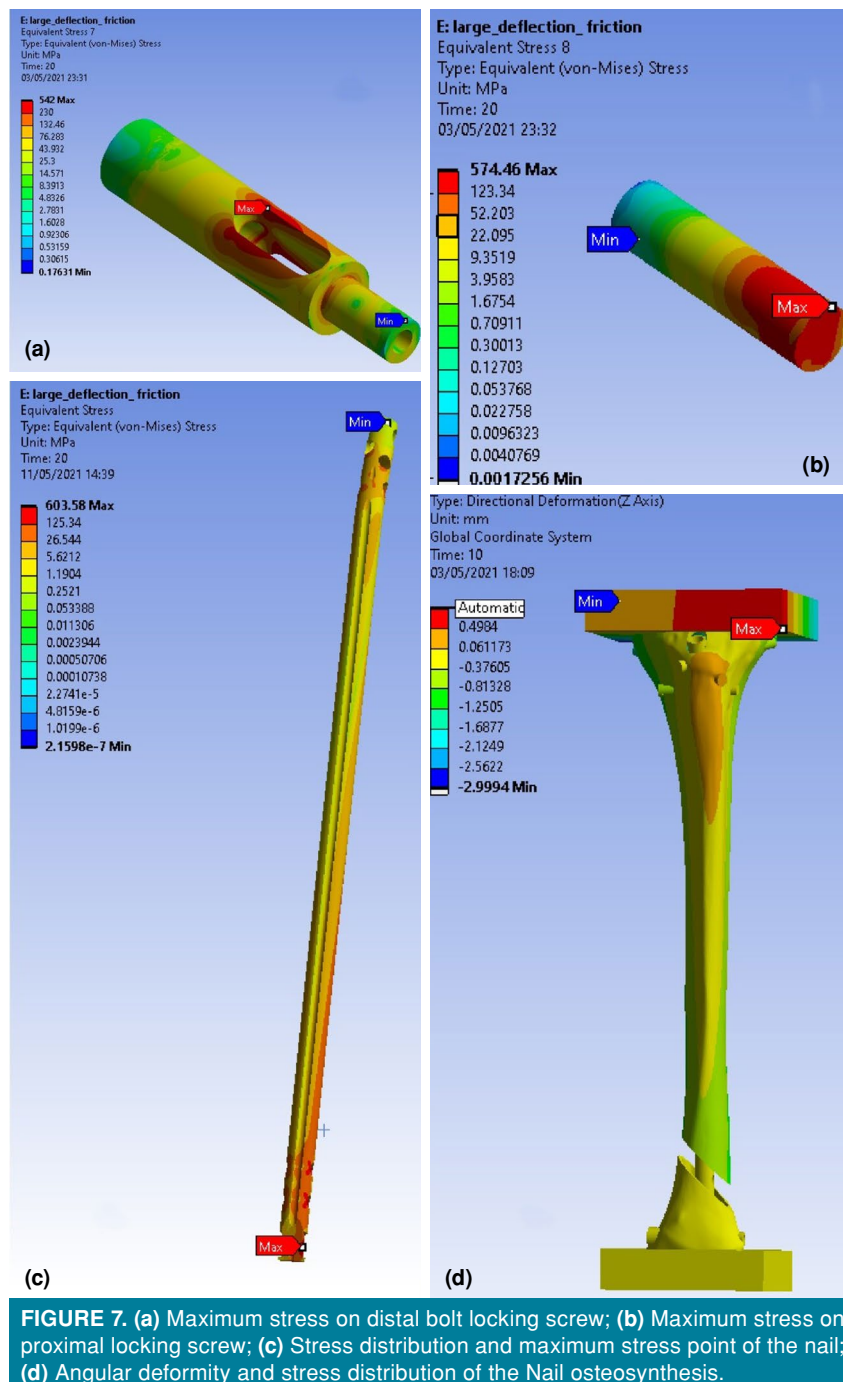 E: large_deflection_ friction
Equivalent Stress 7
Type: Equivalent (von-Mises) Stress
Unit: MPa
Time: 20
03/05/2021 23:31
542 Max
230
132.46
76.283
43.932
25.3
14.571
8.3913
4.8326
2.7831
1.6028
0.92306
0.53159
0.30615
0.17631 Min
Max
Min
(a)
E: large_deflection_ friction
Equivalent Stress 8
Type: Equivalent (von-Mises) Stress
Unit: MPa
Time: 20
03/05/2021 23:32
574.46 Max
123.34
52.203
22.095
9.3519
3.9583
1.6754
0.70911
0.30013
0.12703
0.053768
0.022758
0.0096323
0.0040769
0.0017256 Min
Min
Max
(b)
E: large_deflection_ friction
Equivalent Stress
Type: Equivalent (von-Mises) Stress
Unit: MPa
Time: 20
11/05/2021 14:39
603.58 Max
125.34
26.544
5.6212
1.1904
0.2521
0.053388
0.011306
0.0023944
0.00050706
0.00010738
2.2741e-5
4.8159e-6
1.0199e-6
2.1598e-7 Min
Min
Max
(c)
Type: Directional Deformation(Z Axis)
Unit: mm
Global Coordinate System
Time: 10
03/05/2021 18:09
Automatic
0.4984
0.061173
-0.37605
-0.81328
-1.2505
-1.6877
-2.1249
-2.5622
-2.9994 Min
Min
Max
(d)
FIGURE 7. (a) Maximum stress on distal bolt locking screw; (b) Maximum stress on
proximal locking screw; (c) Stress distribution and maximum stress point of the nail;
(d) Angular deformity and stress distribution of the Nail osteosynthesis.